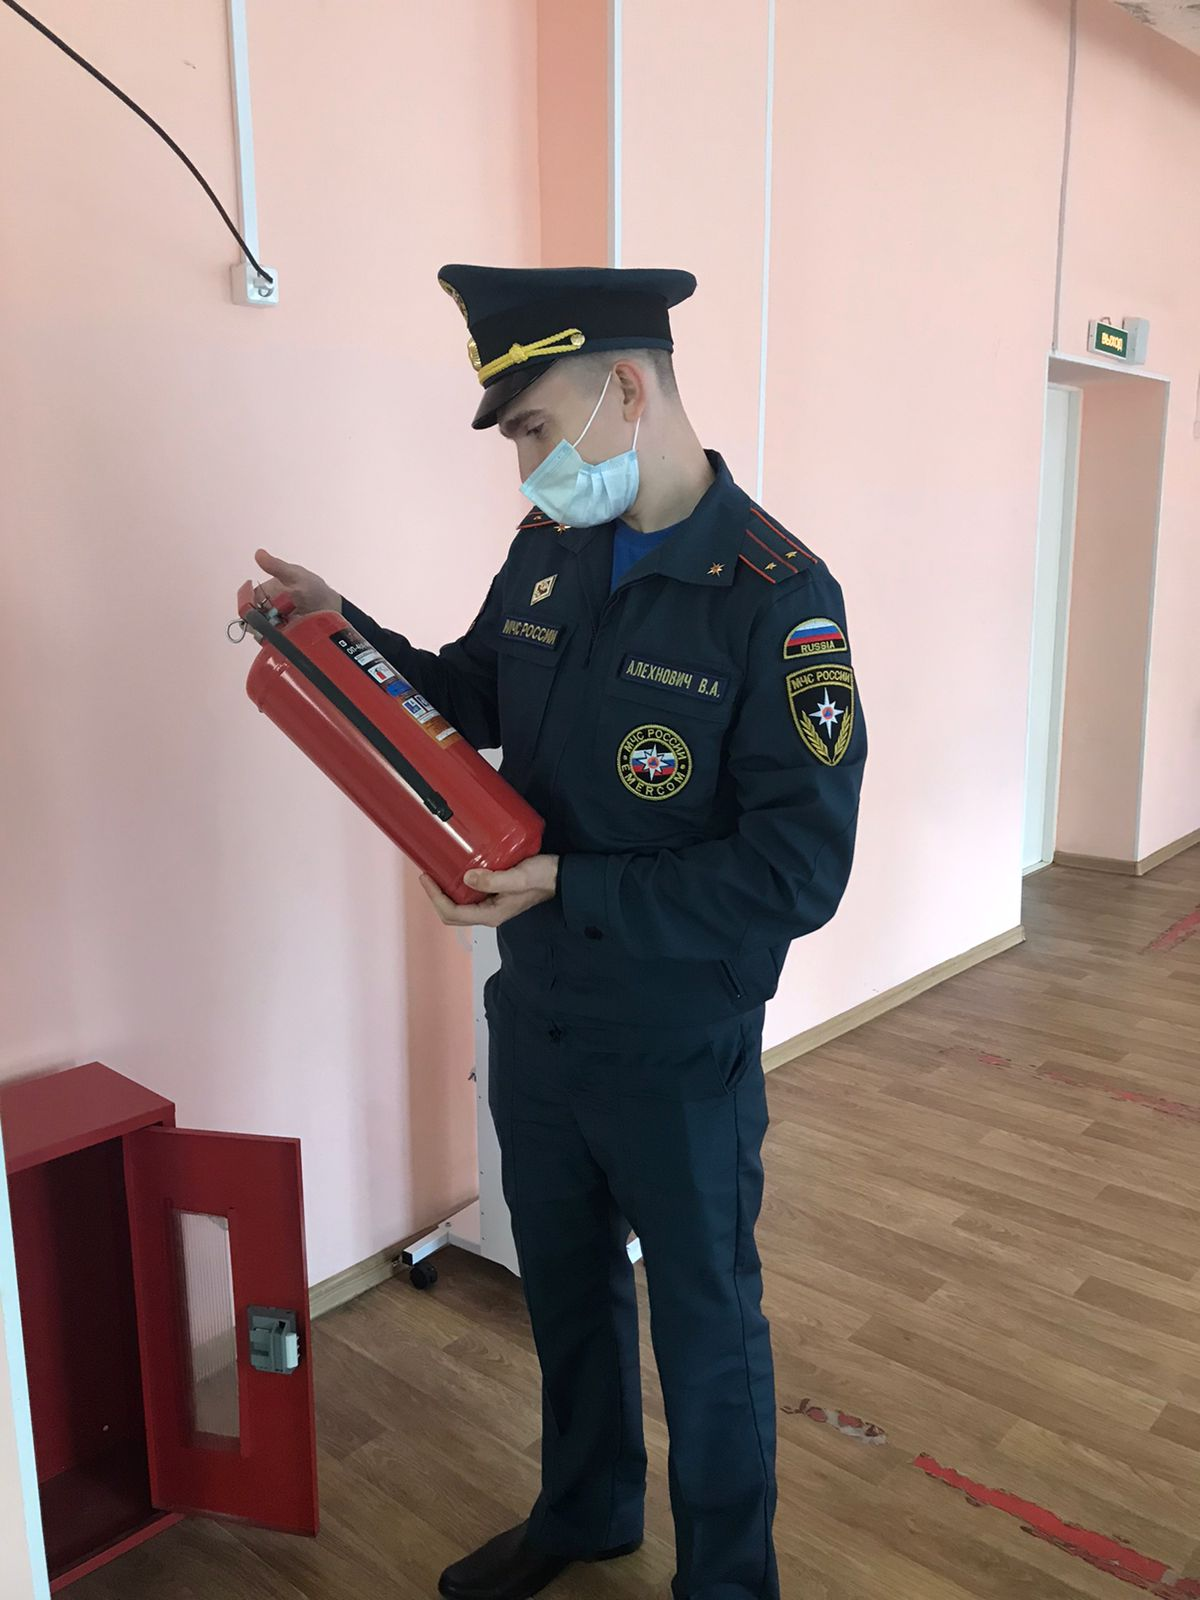 ВЫХОД
МЧС РОССИИ
АЛЕХНОВИЧ В.А.
МЧС РОССИИ
EMERCOM
RUSSIA
МЧС РОССИИ